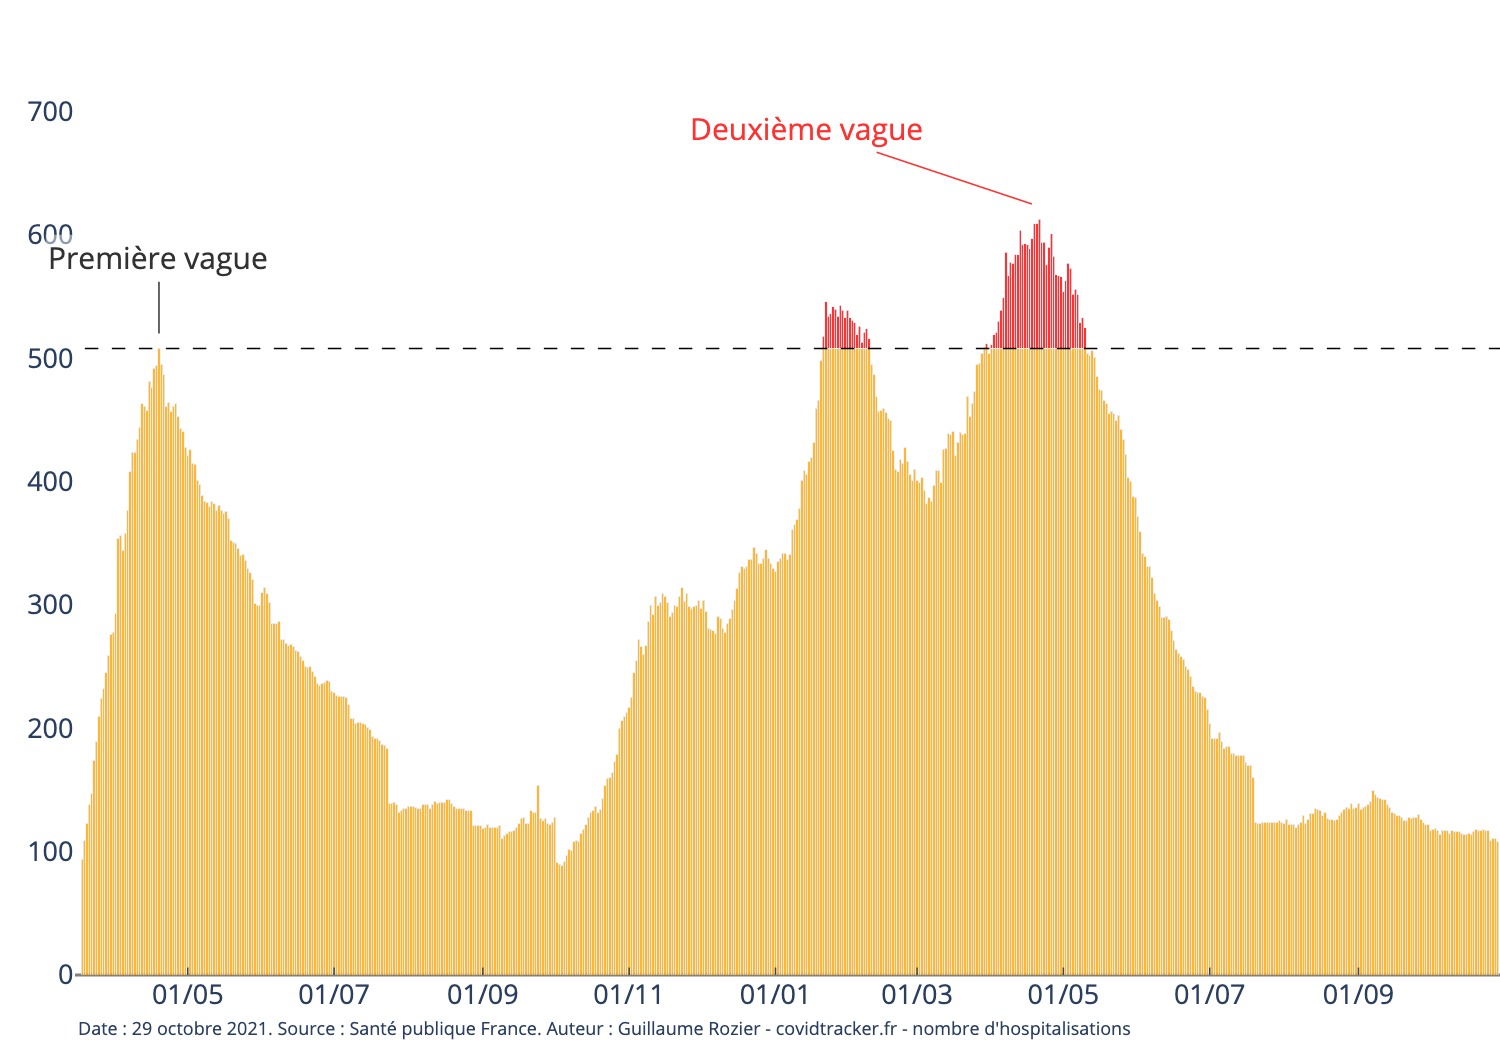 700
Deuxième vague
600
Première vague
500
400
300
200
100
0
01/05 01/07 01/09 01/11 01/01 01/03 01/05 01/07 01/09
Date : 29 octobre 2021. Source : Santé publique France. Auteur : Guillaume Rozier - covidtracker.fr - nombre d'hospitalisations